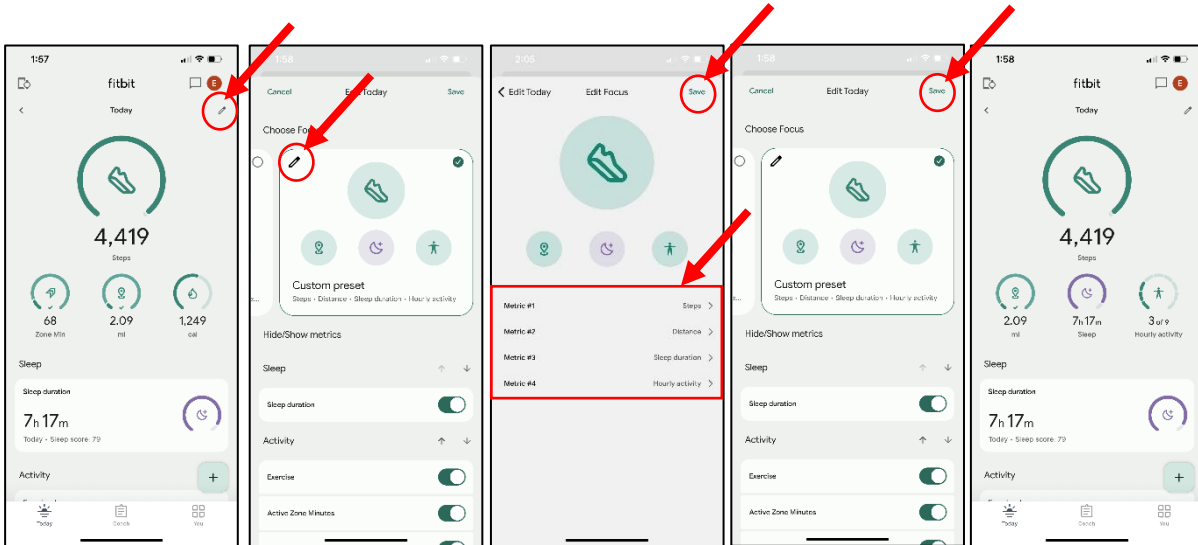 1:57
fitbit
E
Today
4,419
Steps
68
Zone Min
2.09
mi
1,249
cal
Sleep
Sleep duration
7h 17m
Today • Sleep score: 79
Activity
Today
Coach
You
1:58
Cancel
Edit Today
Save
Choose Fo
Custom preset
Steps • Distance • Sleep duration • Hourly activity
Hide/Show metrics
Sleep
Sleep duration
Activity
Exercise
Active Zone Minutes
2:05
Edit Today
Edit Focus
Save
Metric #1
Steps
Metric #2
Distance
Metric #3
Sleep duration
Metric #4
Hourly activity
1:58
Cancel
Edit Today
Save
Choose Focus
Custom preset
Steps • Distance • Sleep duration • Hourly activity
Hide/Show metrics
Sleep
Sleep duration
Activity
Exercise
Active Zone Minutes
1:58
fitbit
E
Today
4,419
Steps
2.09
mi
7h 17m
Sleep
3 of 9
Hourly activity
Sleep
Sleep duration
7h 17m
Today • Sleep score: 79
Activity
Today
Coach
You